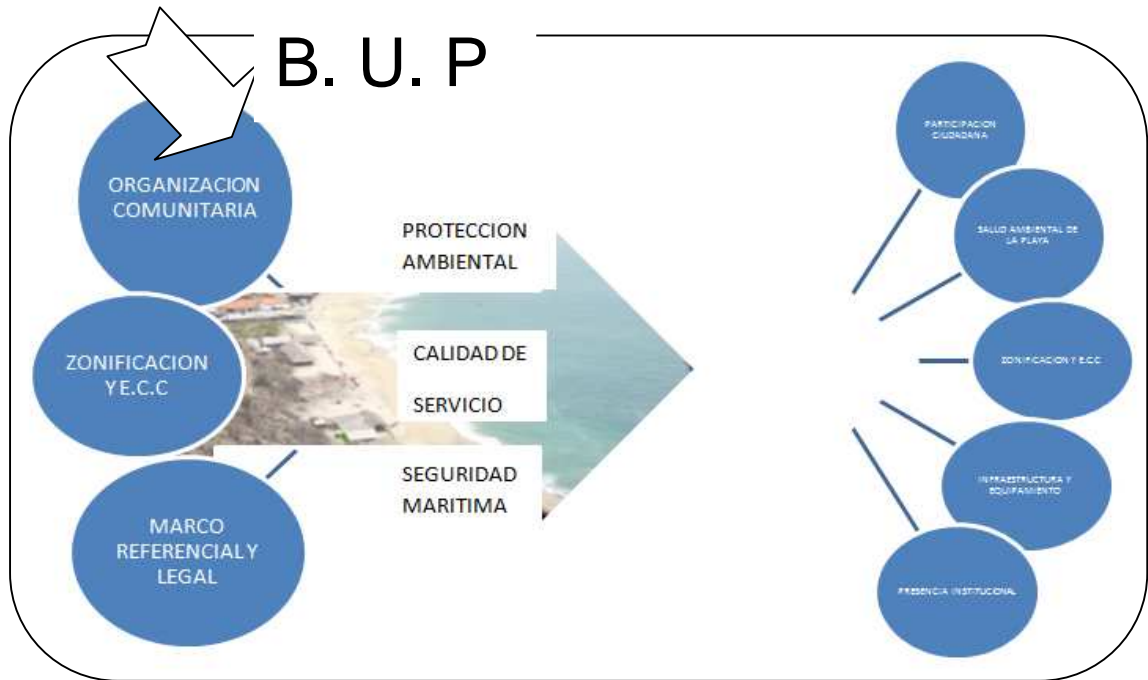 B. U. P
ORGANIZACION
COMUNITARIA
ZONIFICACION
Y E.C.C
MARCO
REFERENCIAL Y
LEGAL
PROTECCION
AMBIENTAL
CALIDAD DE
SERVICIO
SEGURIDAD
MARITIMA
PARTICIPACION
CIUDADANA
SALUD AMBIENTAL DE
LA PLAYA
ZONIFICACION Y E.C.C
INFRAESTRUCTURA Y
EQUIPAMIENTO
PRESENCIA INSTITUCIONAL